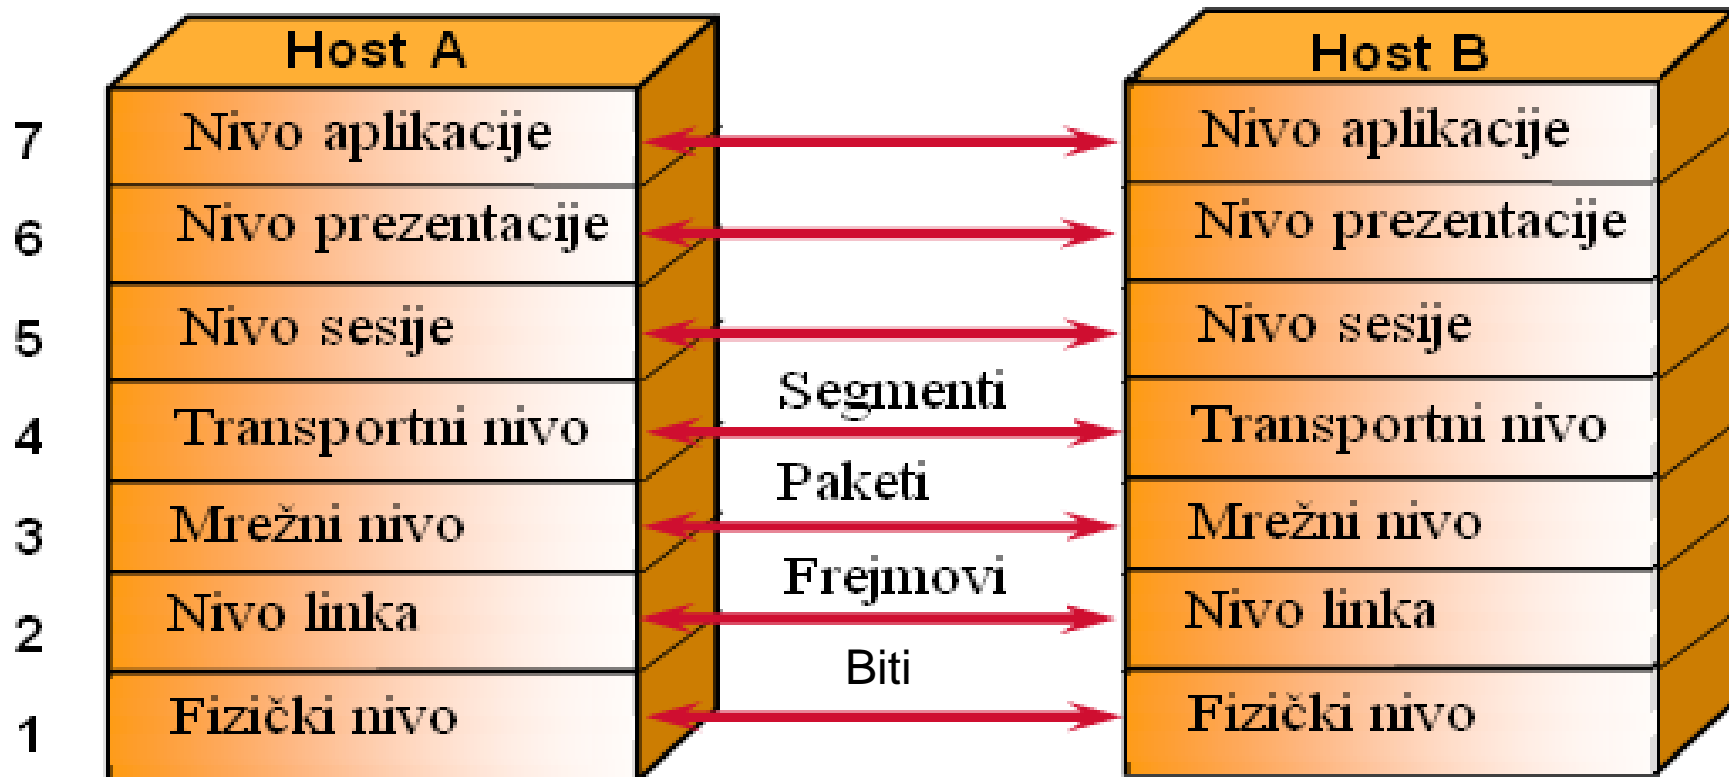 Host A
Host B
7
Nivo aplikacije
Nivo aplikacije
6
Nivo prezentacije
Nivo prezentacije
5
Nivo sesije
Nivo sesije
Segmenti
4
Transportni nivo
Transportni nivo
Paketi
3
Mrežni nivo
Mrežni nivo
Frejmovi
2
Nivo linka
Nivo linka
Biti
1
Fizički nivo
Fizički nivo